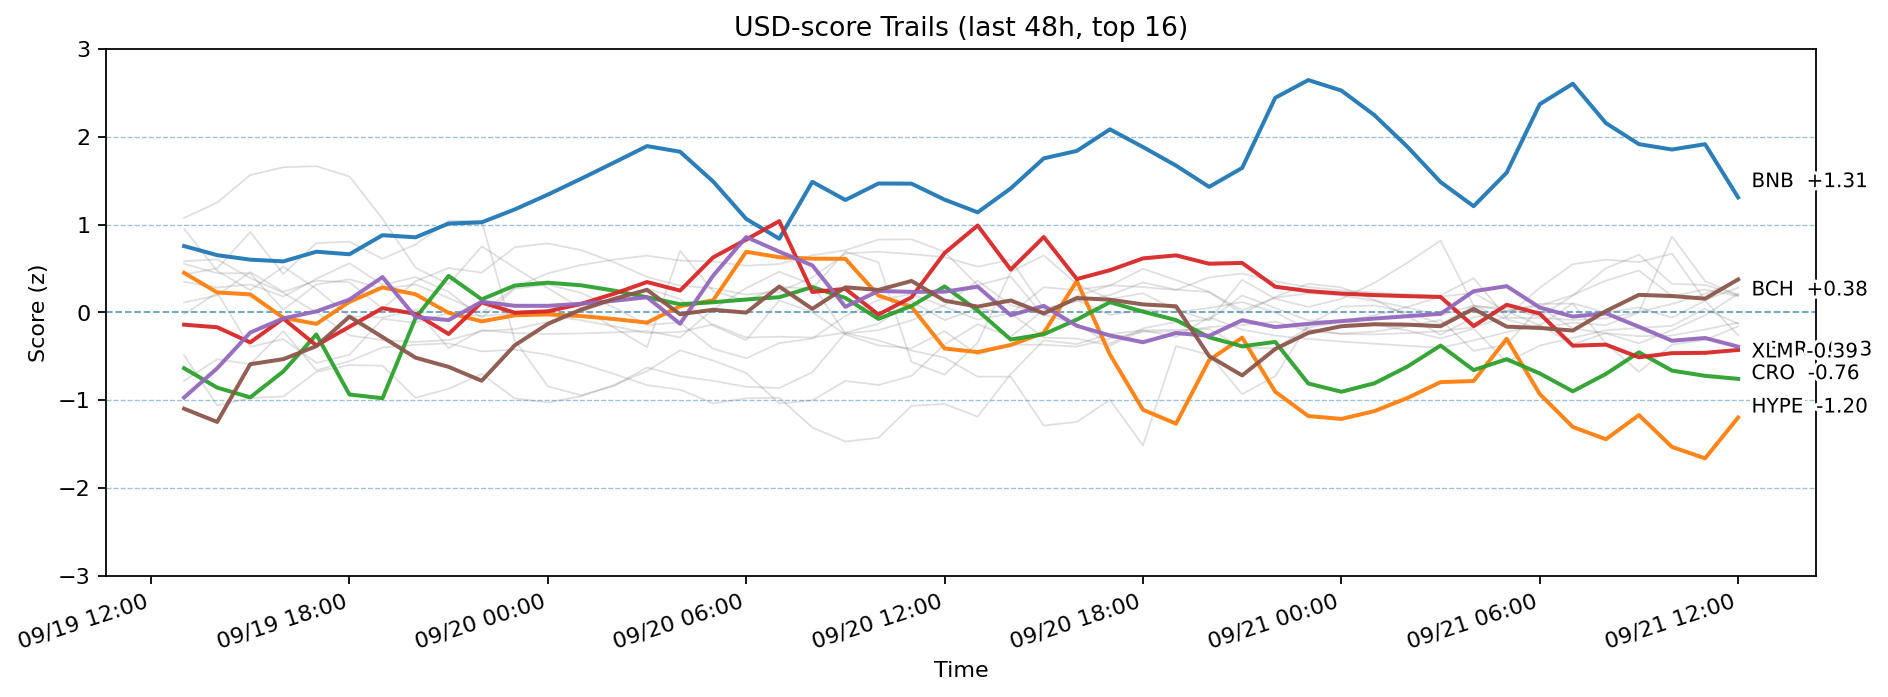 USD-score Trails (last 48h, top 16)
Score (z)
3
2
1
0
−1
−2
−3
BNB +1.31
BCH +0.38
CRO -0.76
HYPE -1.20
09/19 12:00
09/19 18:00
09/20 00:00
09/20 06:00
09/20 12:00
09/20 18:00
09/21 00:00
09/21 06:00
09/21 12:00
Time